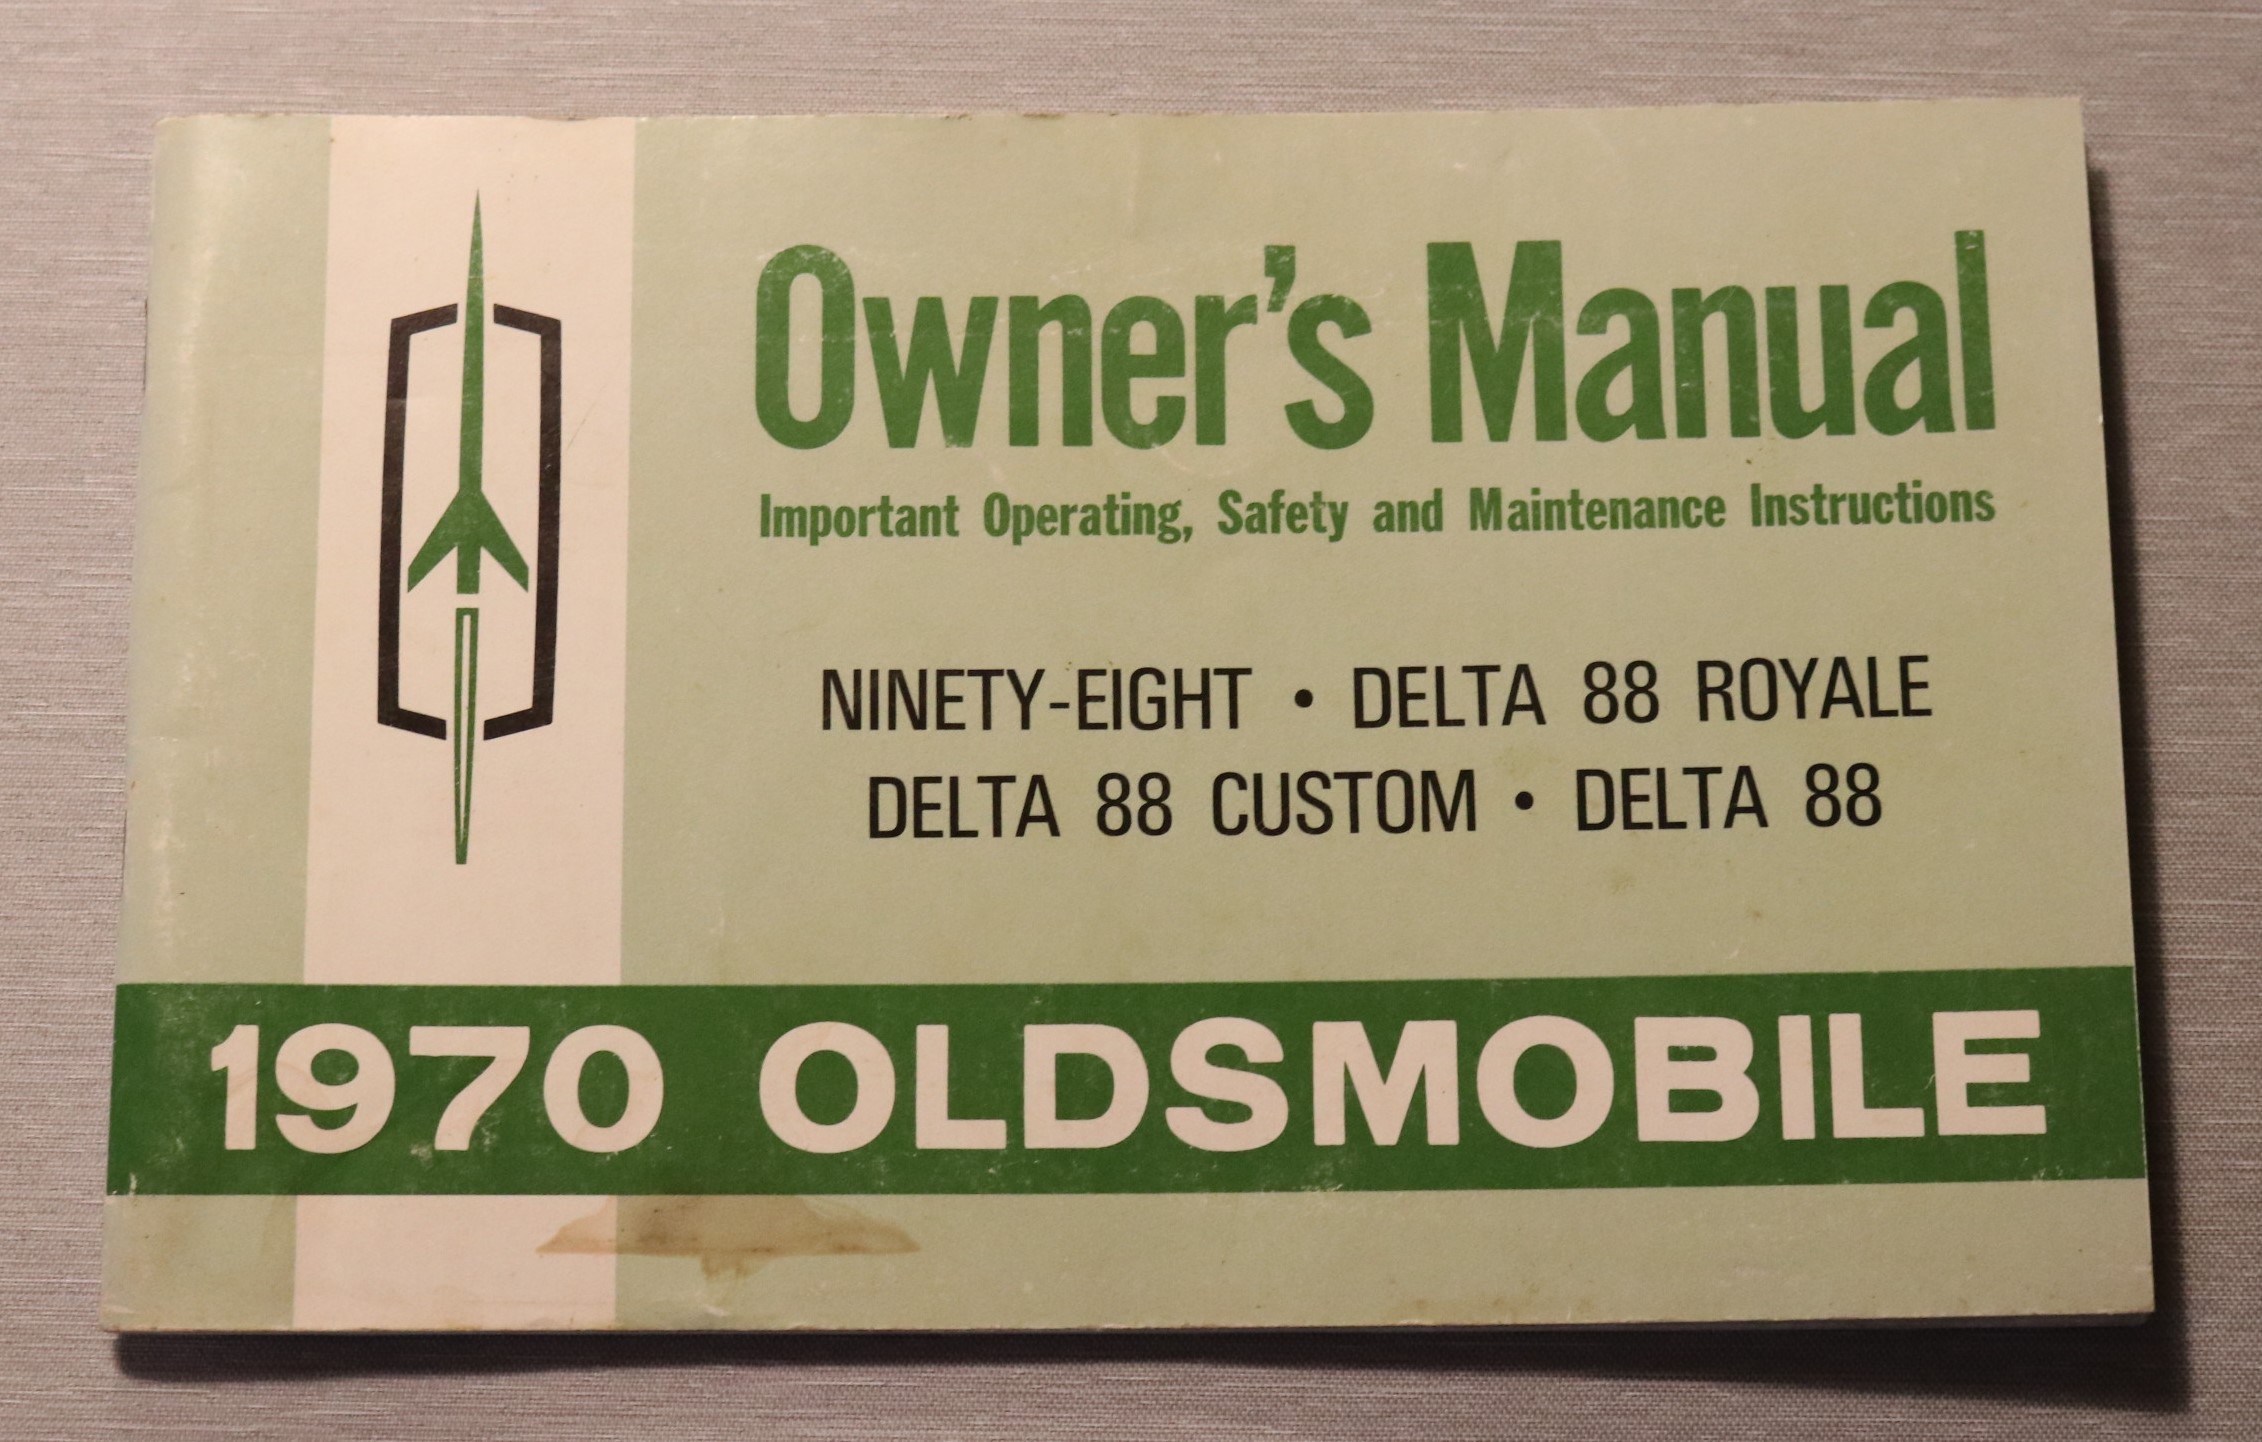 Owner's Manual
Important Operating, Safety and Maintenance Instructions
NINETY-EIGHT • DELTA 88 ROYALE
DELTA 88 CUSTOM • DELTA 88
1970 OLDSMOBILE